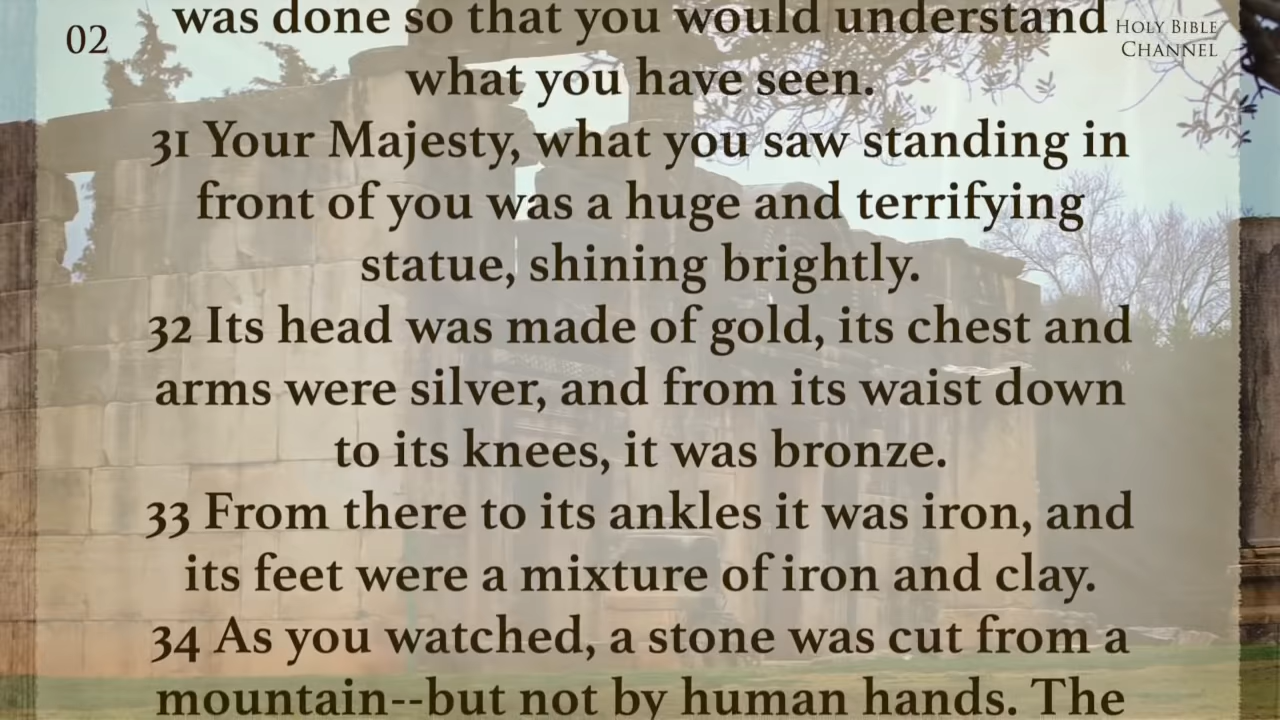 02
HOLY BIBLE
CHANNEL
was done so that you would understand
what you have seen.
31 Your Majesty, what you saw standing in
front of you was a huge and terrifying
statue, shining brightly.
32 Its head was made of gold, its chest and
arms were silver, and from its waist down
to its knees, it was bronze.
33 From there to its ankles it was iron, and
its feet were a mixture of iron and clay.
34 As you watched, a stone was cut from a
mountain--but not by human hands. The